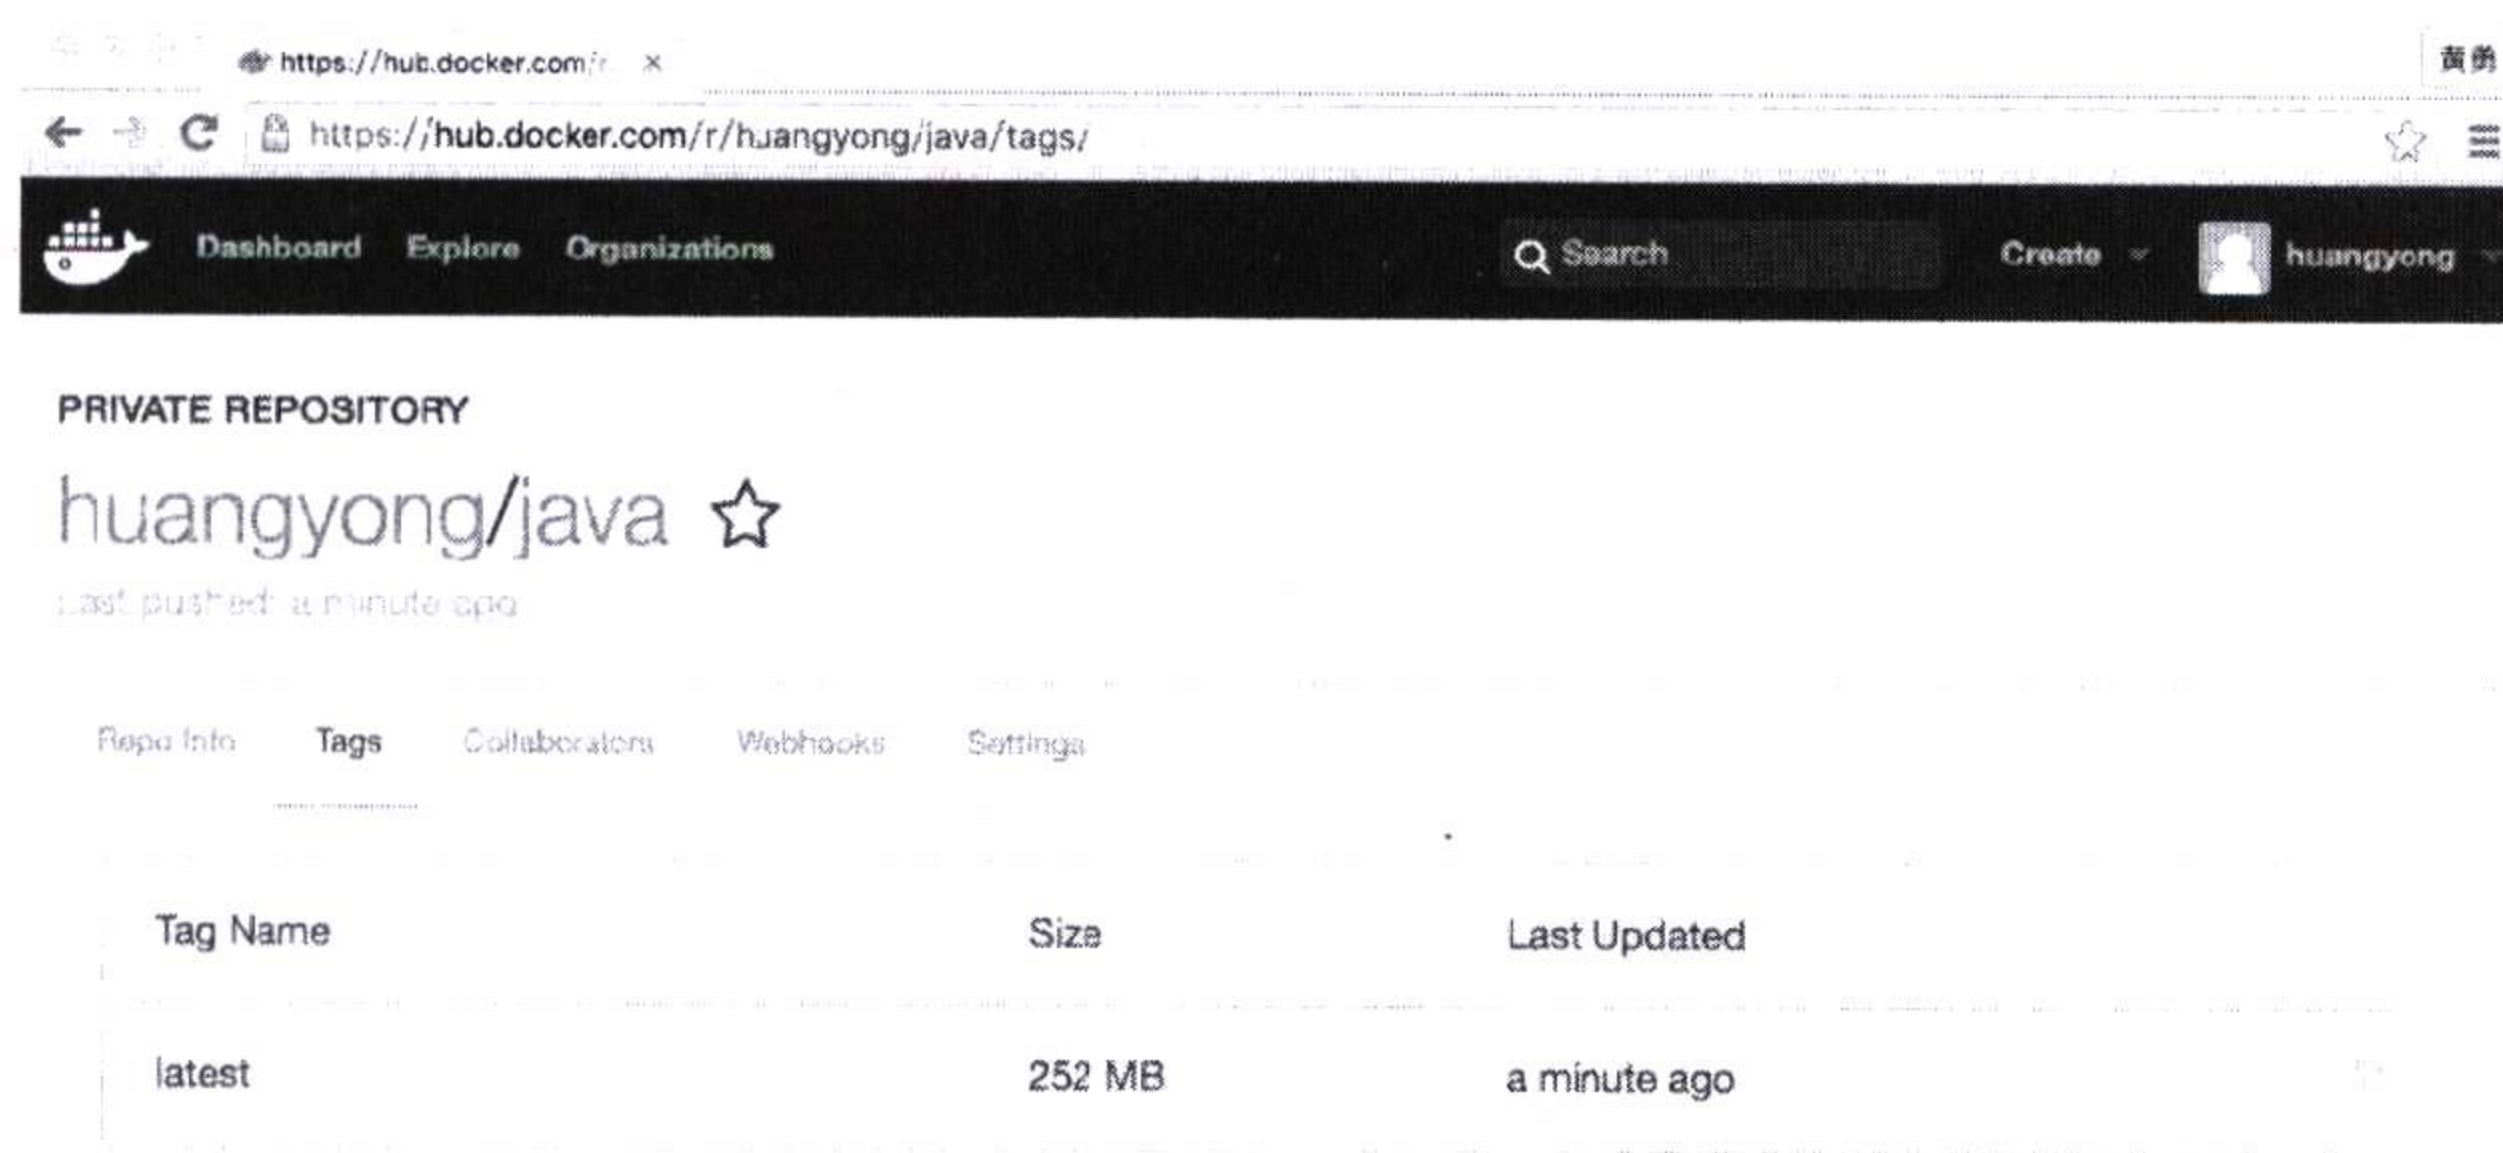 https://hub.docker.com/r
黄勇
https://hub.docker.com/r/huangyong/java/tags/
Dashboard Explore Organizations Search Create huangyong
PRIVATE REPOSITORY
huangyong/java
Last pushed: a minute ago
Repo Info Tags Collaborators Webhooks Settings
Tag Name Size Last Updated
latest 252 MB a minute ago